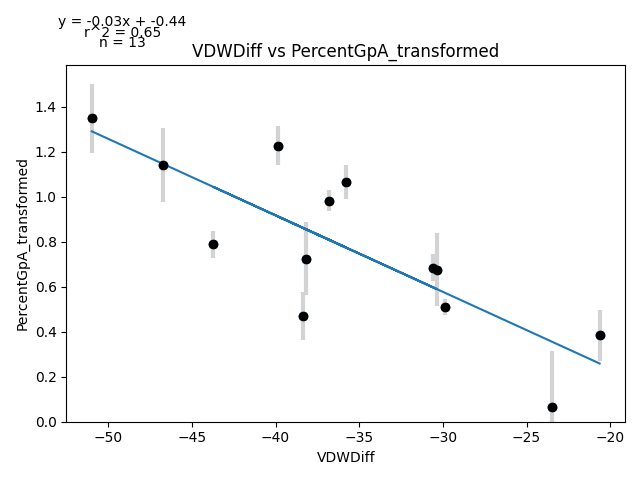 y = -0.03x + -0.44
r^2 = 0.65
n = 13
VDWDiff vs PercentGpA_transformed
PercentGpA_transformed
1.4
1.2
1.0
0.8
0.6
0.4
0.2
0.0
−50 −45 −40 −35 −30 −25 −20
VDWDiff